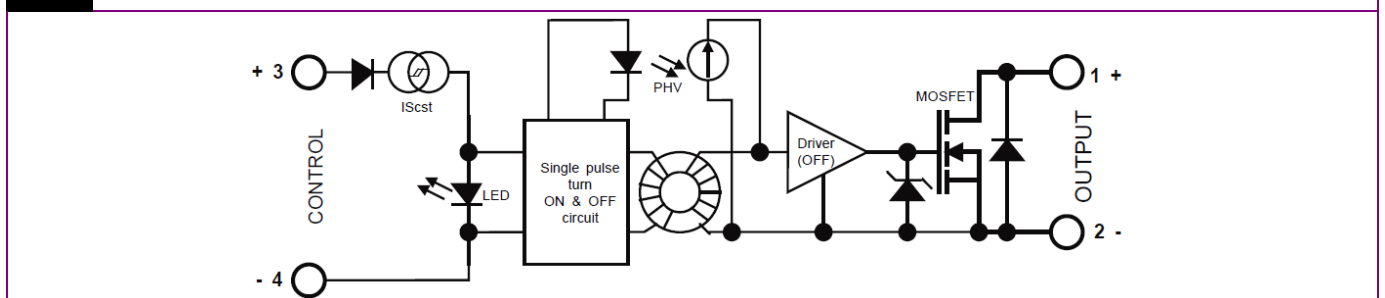 + 3
IScst
CONTROL
- 4
LED
Single pulse
turn
ON & OFF
circuit
PHV
Driver
(OFF)
MOSFET
1 +
OUTPUT
2 -